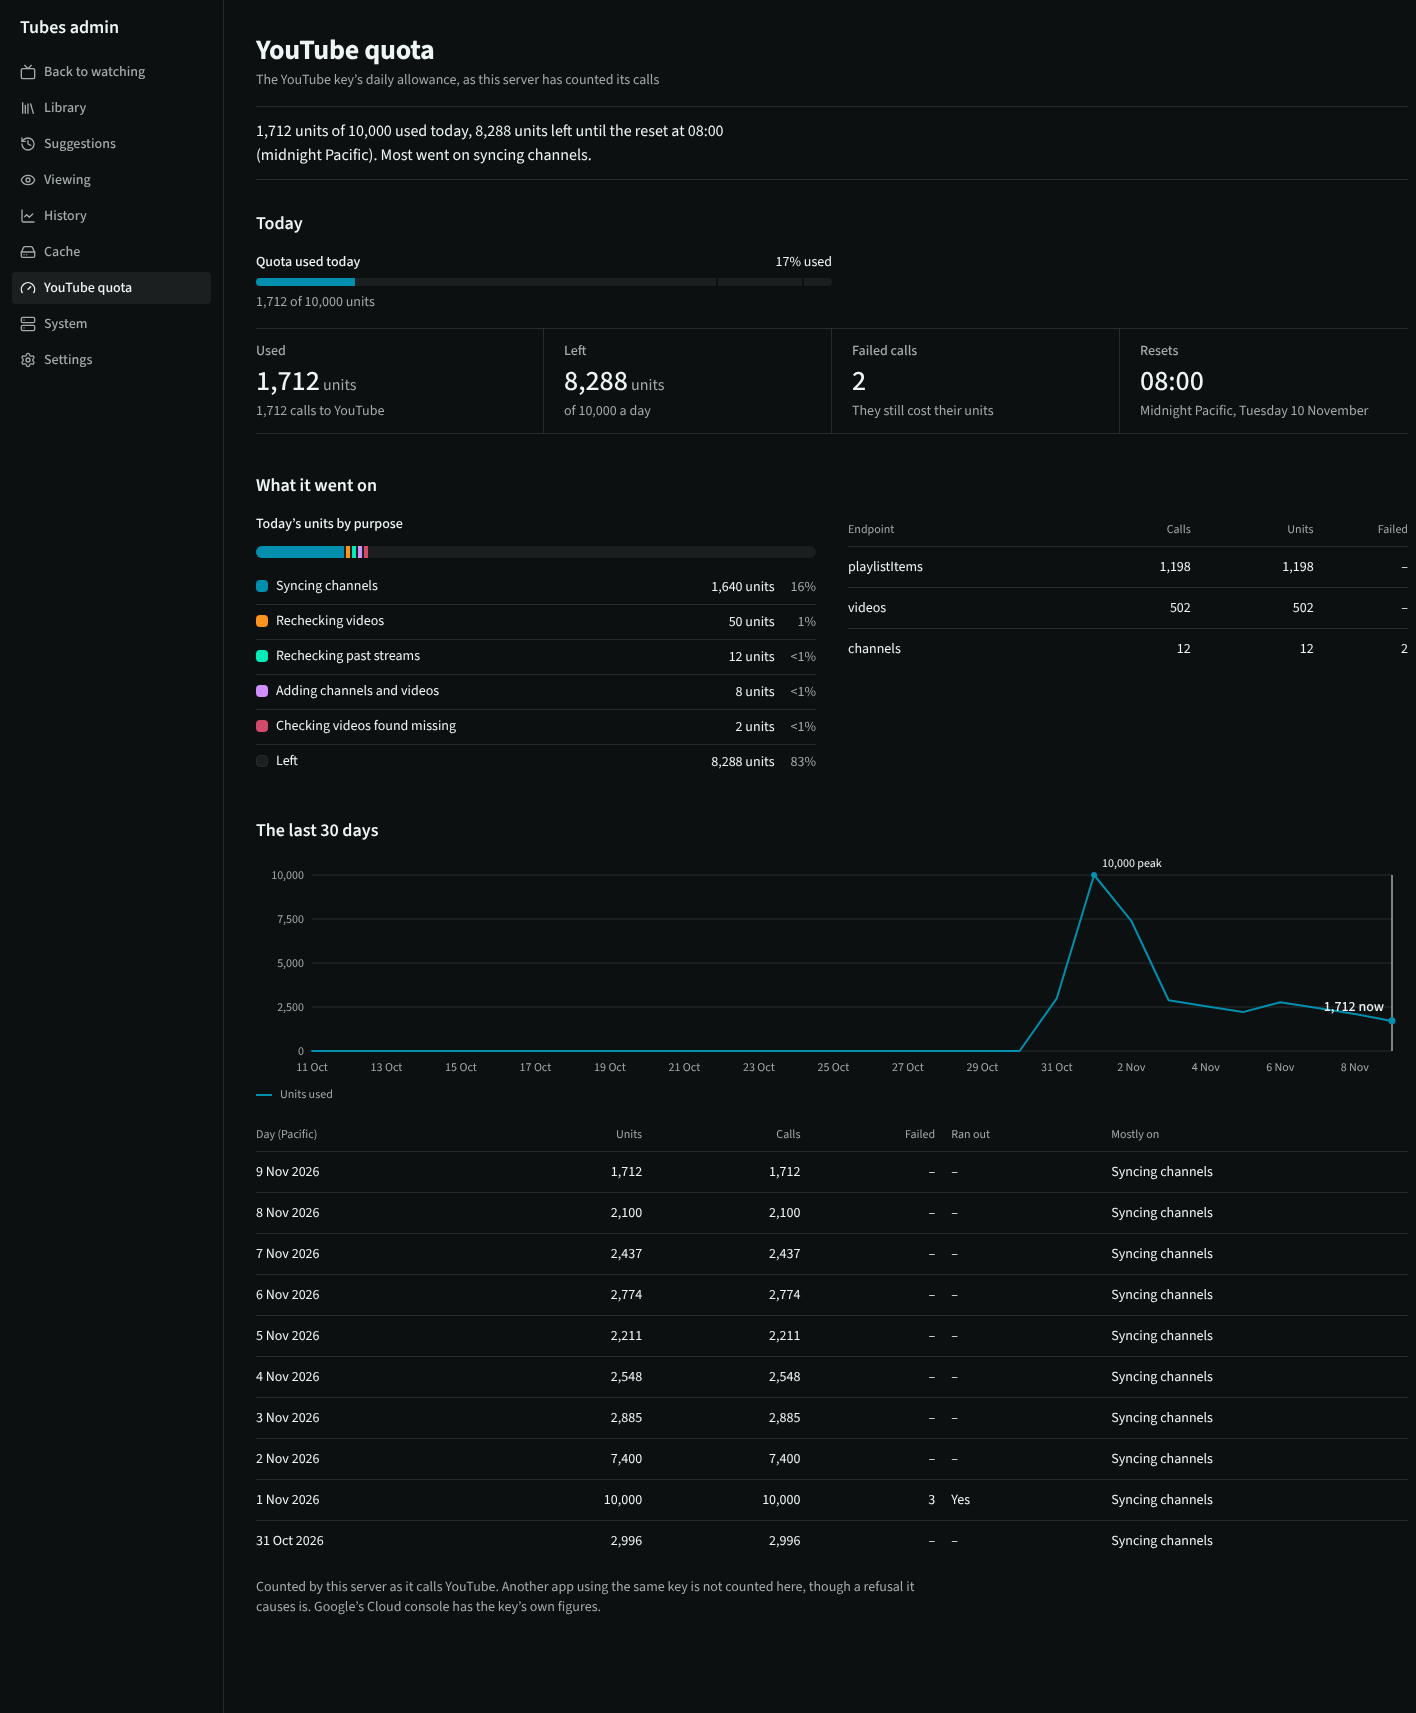 Tubes admin
Back to watching
Library
Suggestions
Viewing
History
Cache
YouTube quota
System
Settings
YouTube quota
The YouTube key’s daily allowance, as this server has counted its calls
1,712 units of 10,000 used today, 8,288 units left until the reset at 08:00
(midnight Pacific). Most went on syncing channels.
Today
Quota used today 17% used
1,712 of 10,000 units
Used
1,712 units
1,712 calls to YouTube
Left
8,288 units
of 10,000 a day
Failed calls
2
They still cost their units
Resets
08:00
Midnight Pacific, Tuesday 10 November
What it went on
Today’s units by purpose
Syncing channels 1,640 units 16%
Rechecking videos 50 units 1%
Rechecking past streams 12 units <1%
Adding channels and videos 8 units <1%
Checking videos found missing 2 units <1%
Left 8,288 units 83%
Endpoint Calls Units Failed
playlistItems 1,198 1,198 –
videos 502 502 –
channels 12 12 2
The last 30 days
10,000 peak
10,000
7,500
5,000
2,500
1,712 now
0
11 Oct 13 Oct 15 Oct 17 Oct 19 Oct 21 Oct 23 Oct 25 Oct 27 Oct 29 Oct 31 Oct 2 Nov 4 Nov 6 Nov 8 Nov
Units used
Day (Pacific) Units Calls Failed Ran out Mostly on
9 Nov 2026 1,712 1,712 – – Syncing channels
8 Nov 2026 2,100 2,100 – – Syncing channels
7 Nov 2026 2,437 2,437 – – Syncing channels
6 Nov 2026 2,774 2,774 – – Syncing channels
5 Nov 2026 2,211 2,211 – – Syncing channels
4 Nov 2026 2,548 2,548 – – Syncing channels
3 Nov 2026 2,885 2,885 – – Syncing channels
2 Nov 2026 7,400 7,400 – – Syncing channels
1 Nov 2026 10,000 10,000 3 Yes Syncing channels
31 Oct 2026 2,996 2,996 – – Syncing channels
Counted by this server as it calls YouTube. Another app using the same key is not counted here, though a refusal it
causes is. Google’s Cloud console has the key’s own figures.